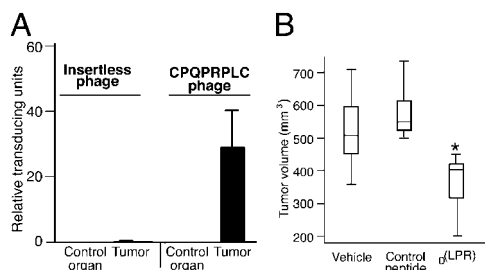 A
Relative transducing units
60
40
20
0
Insertless phage
CPQPRPLC phage
Control organ
Tumor
Control organ
Tumor
B
Tumor volume (mm³)
700
600
500
400
300
200
*
Vehicle
Control peptide
D(LPR)